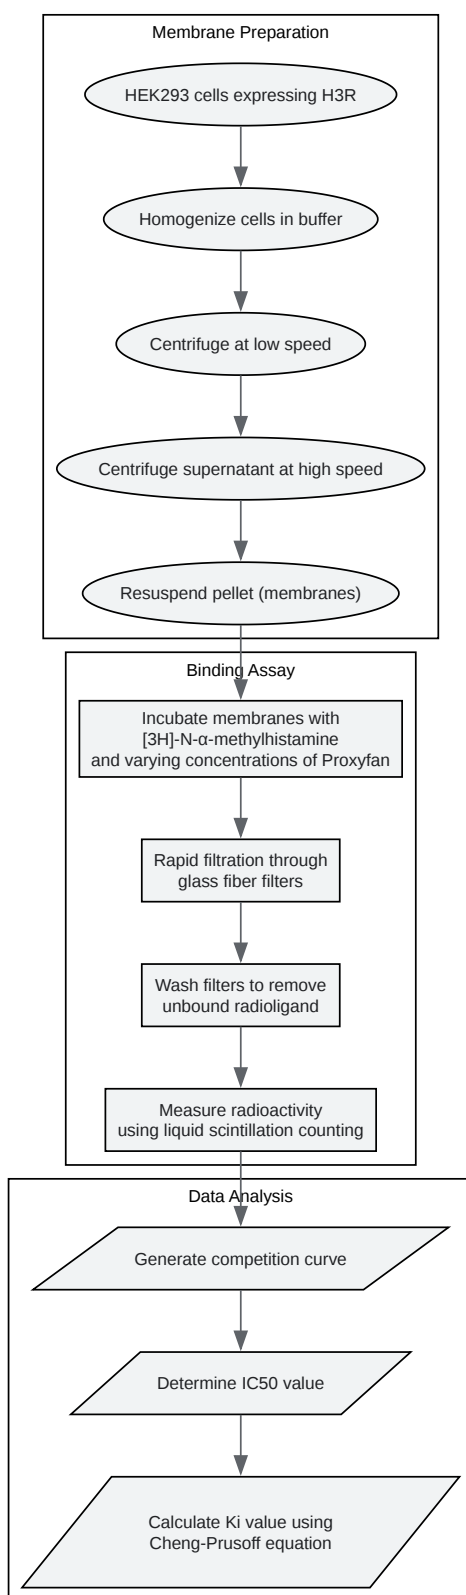 Membrane Preparation
HEK293 cells expressing H3R
Homogenize cells in buffer
Centrifuge at low speed
Centrifuge supernatant at high speed
Resuspend pellet (membranes)
Binding Assay
Incubate membranes with
[3H]-N-α-methylhistamine
and varying concentrations of Proxyfan
Rapid filtration through
glass fiber filters
Wash filters to remove
unbound radioligand
Measure radioactivity
using liquid scintillation counting
Data Analysis
Generate competition curve
Determine IC50 value
Calculate Ki value using
Cheng-Prusoff equation